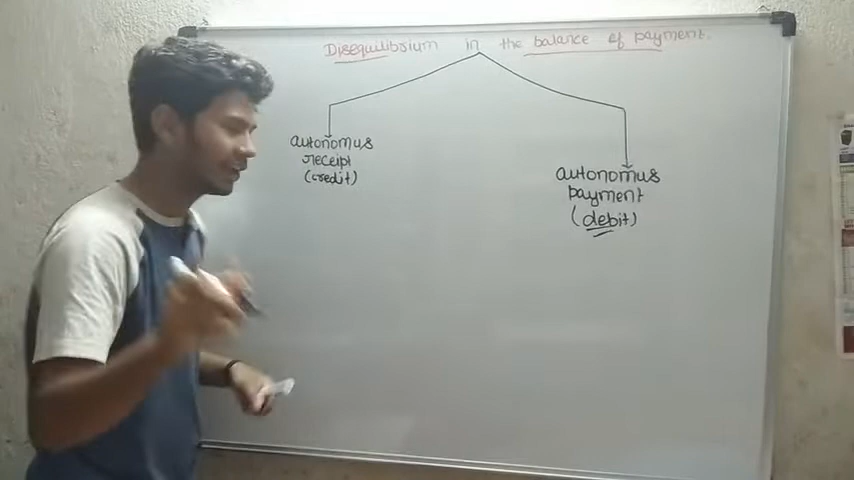 Disequilibrium in the balance of payment.
autonomus
receipt
(credit)
autonomus
payment
(debit)